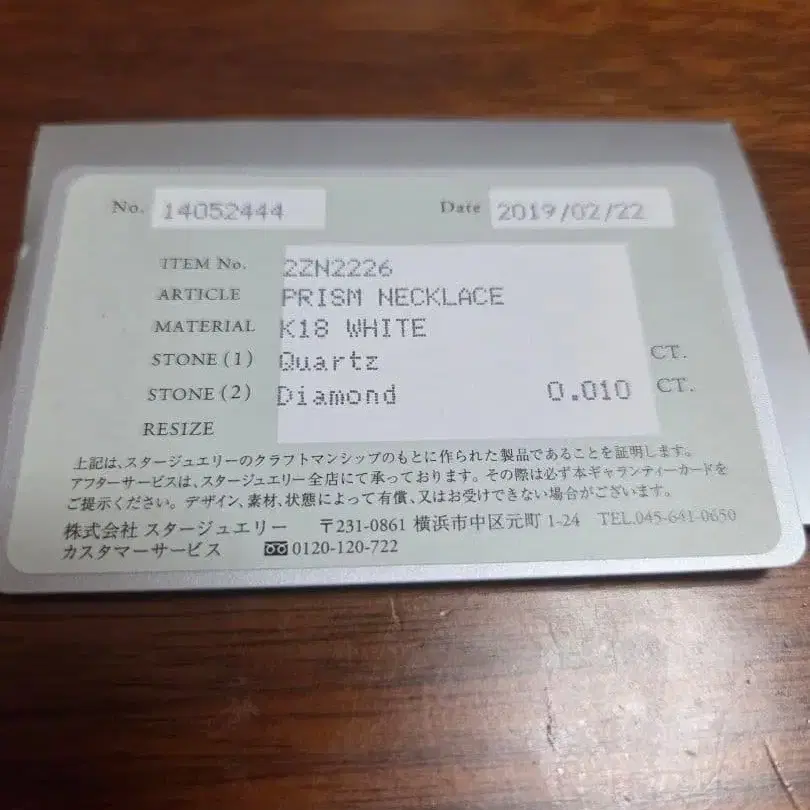 No. 14052444 Date 2019/02/22
ITEM No. 2ZN2226
ARTICLE PRISM NECKLACE
MATERIAL K18 WHITE
STONE (1) Quartz CT.
STONE (2) Diamond 0.010 CT.
RESIZE
上記は、スタージュエリーのクラフトマンシップのもとに作られた製品であることを証明します。
アフターサービスは、スタージュエリー全店にて承っております。その際は必ず本ギャランティーカードを
ご提示ください。デザイン、素材、状態によって有償、又はお受けできない場合がございます。
株式会社 スタージュエリー 〒231-0861 横浜市中区元町 1-24 TEL.045-641-0650
カスタマーサービス 0120-120-722